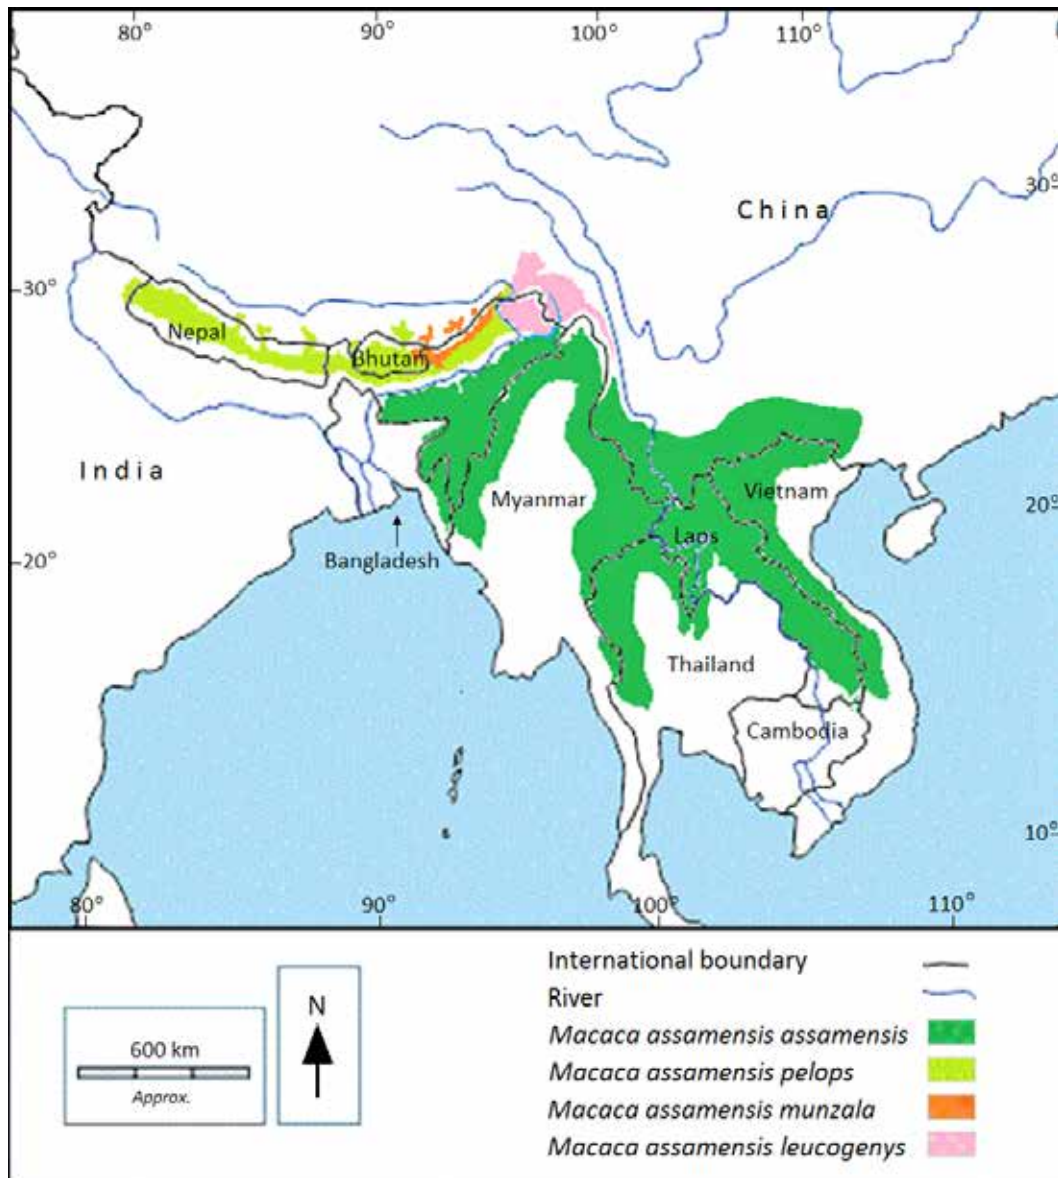 80° 90° 100° 110°
30°
China
30°
Nepal
Bhutan
India
Myanmar
Vietnam
20°
Laos
Bangladesh
20°
Thailand
Cambodia
10°
80° 90° 100° 110°
International boundary
River
N
Macaca assamensis assamensis
600 km
Macaca assamensis pelops
Approx.
Macaca assamensis munzala
Macaca assamensis leucogenys